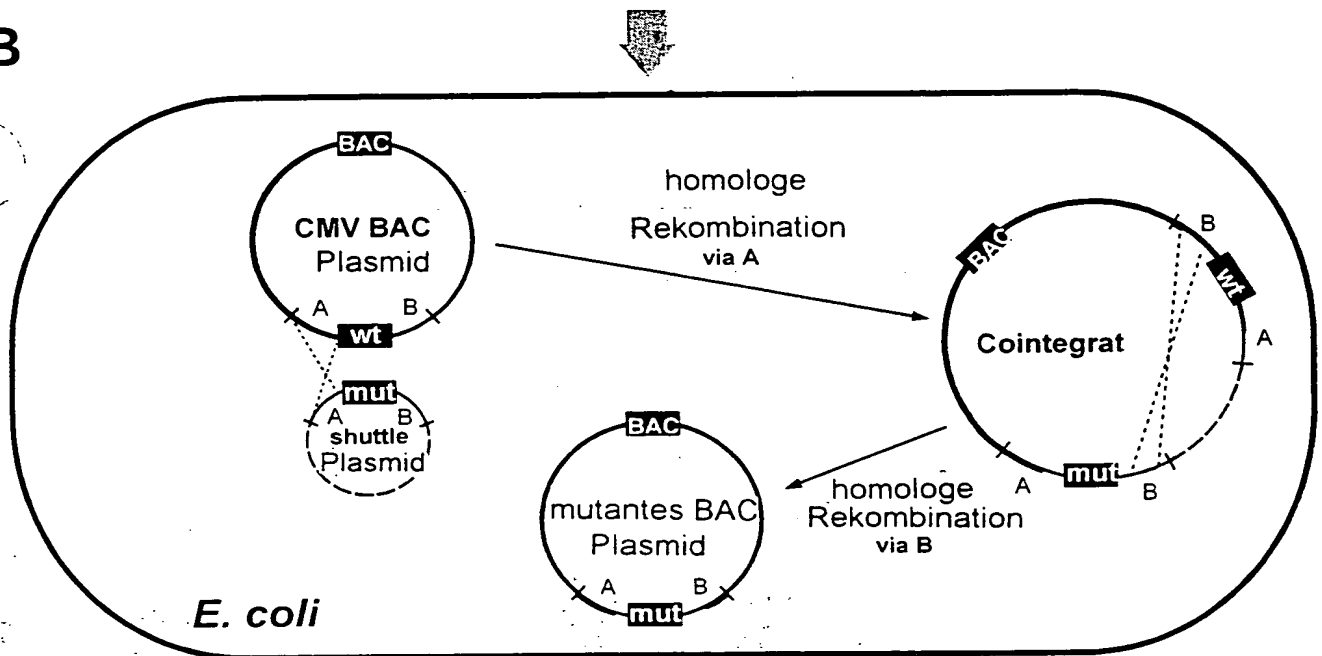 B
BAC
CMV BAC
Plasmid
A B
wt
mut
A B
shuttle
Plasmid
homologe
Rekombination
via A
BAC
B
wt
A
Cointegrat
A
mut
B
homologe
Rekombination
via B
BAC
mutantes BAC
Plasmid
A B
mut
E. coli